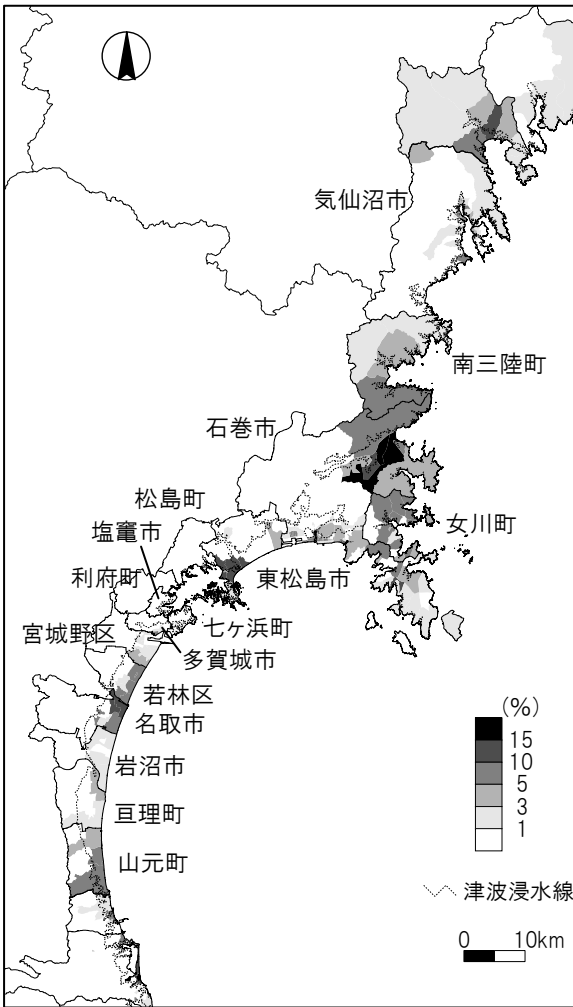 気仙沼市
南三陸町
石巻市
松島町
塩竈市
女川町
利府町
東松島市
宮城野区
七ヶ浜町
多賀城市
若林区
名取市
岩沼市
亘理町
山元町
(%)
15
10
5
3
1
津波浸水線
0 10km